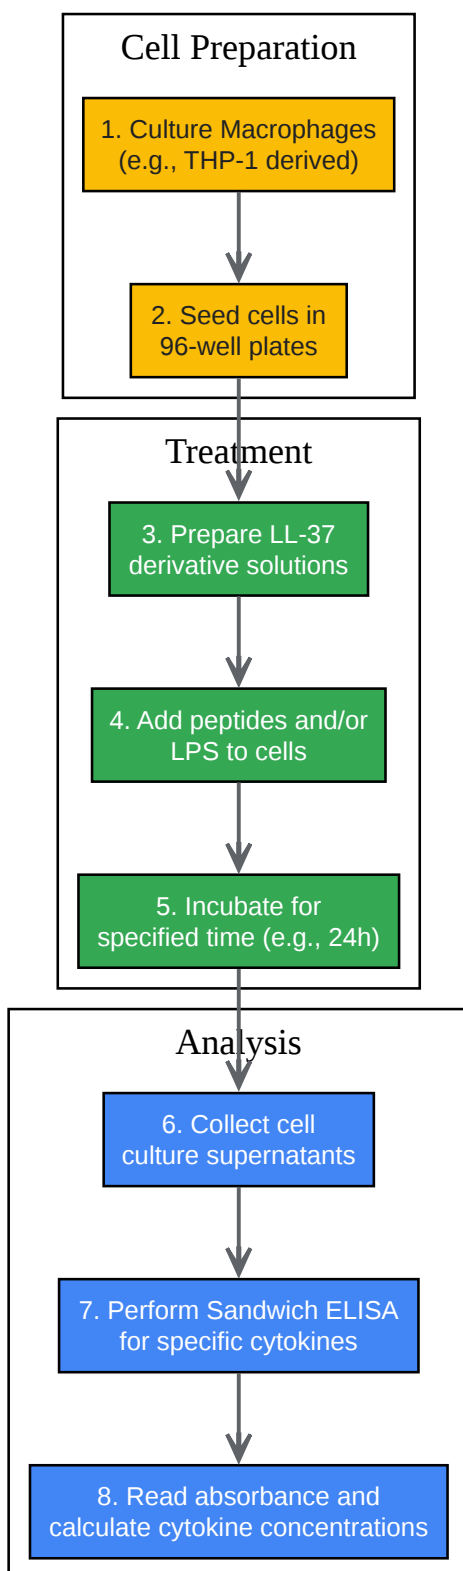 Cell Preparation
1. Culture Macrophages
(e.g., THP-1 derived)
2. Seed cells in
96-well plates
Treatment
3. Prepare LL-37
derivative solutions
4. Add peptides and/or
LPS to cells
5. Incubate for
specified time (e.g., 24h)
Analysis
6. Collect cell
culture supernatants
7. Perform Sandwich ELISA
for specific cytokines
8. Read absorbance and
calculate cytokine concentrations